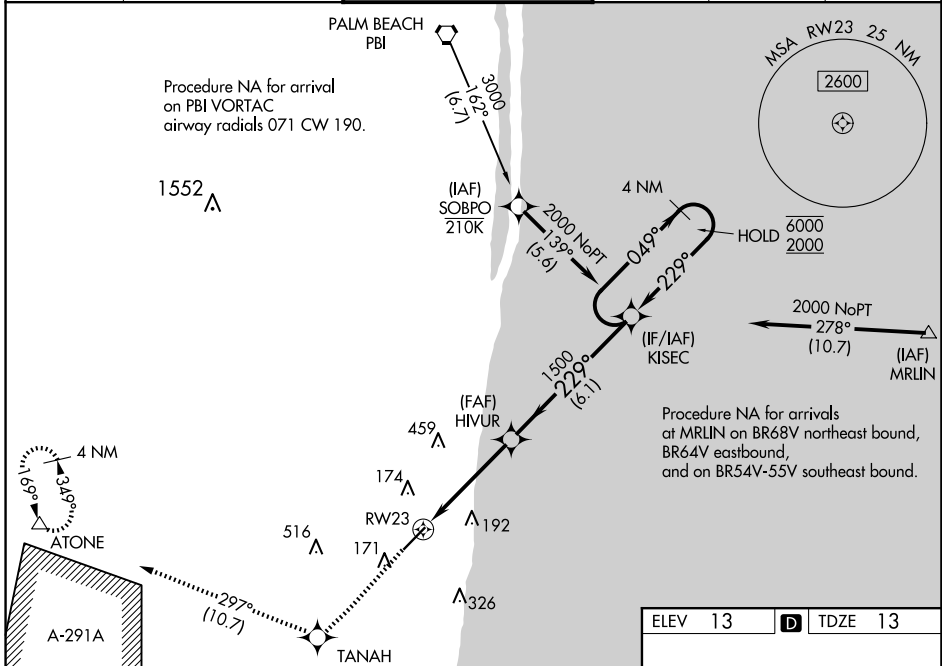 PALM BEACH
PBI
Procedure NA for arrival
on PBI VORTAC
airway radials 071 CW 190.
3000
162°
(6.7)
MSA RW23 25 NM
2600
1552
(IAF)
SOBPO
210K
2000 NoPT
139°
(5.6)
4 NM
049°
229°
HOLD
6000
2000
2000 NoPT
278°
(10.7)
(IAF)
MRLIN
(IF/IAF)
KISEC
1500
229°
(6.1)
(FAF)
HIVUR
Procedure NA for arrivals
at MRLIN on BR68V northeast bound,
BR64V eastbound,
and on BR54V-55V southeast bound.
459
174
4 NM
169°
349°
ATONE
RW23
192
516
171
326
297°
(10.7)
A-291A
TANAH
ELEV 13 D TDZE 13